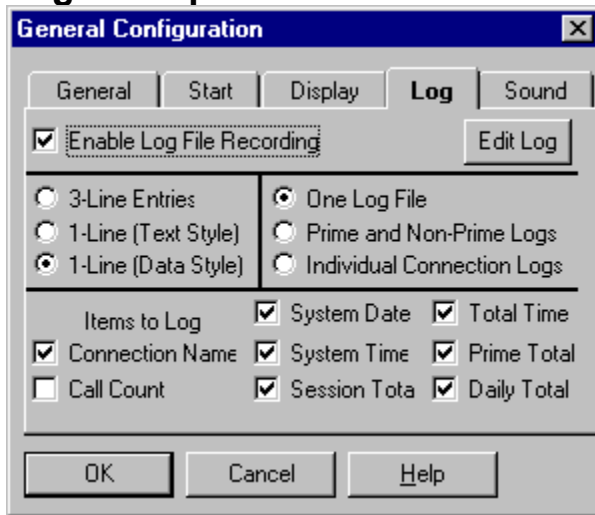 General Configuration
General Start Display Log Sound
Enable Log File Recording Edit Log
3-Line Entries One Log File
1-Line (Text Style) Prime and Non-Prime Logs
1-Line (Data Style) Individual Connection Logs
Items to Log System Date Total Time
Connection Name System Time Prime Total
Call Count Session Tota Daily Total
OK Cancel Help